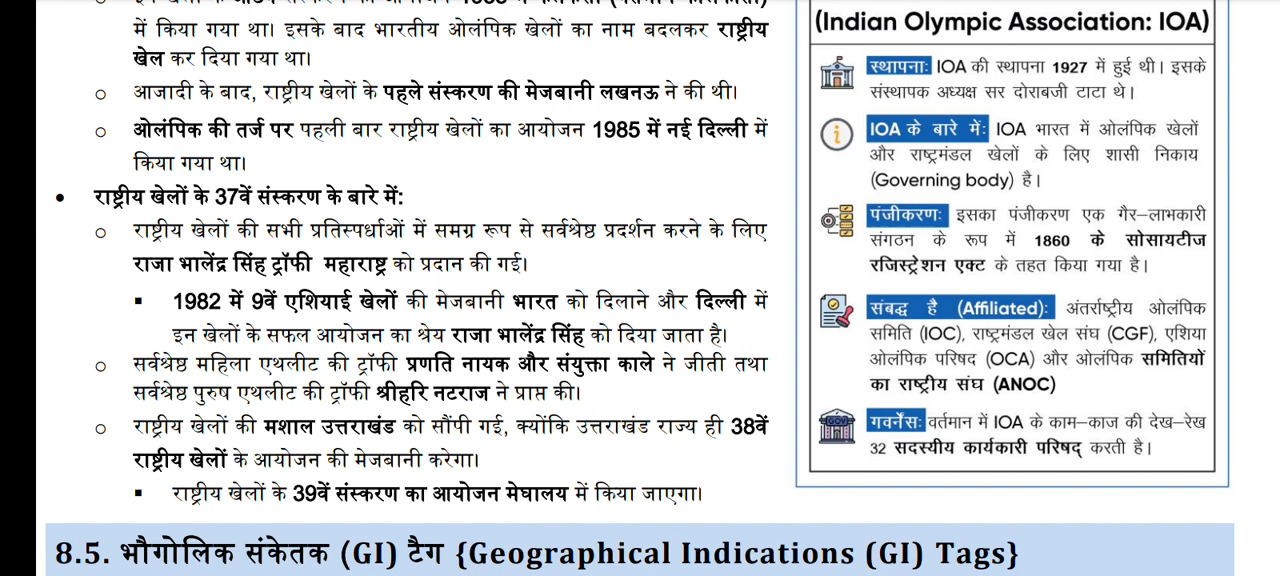 में किया गया था। इसके बाद भारतीय ओलंपिक खेलों का नाम बदलकर राष्ट्रीय
खेल कर दिया गया था।
o आजादी के बाद, राष्ट्रीय खेलों के पहले संस्करण की मेजबानी लखनऊ ने की थी।
o ओलंपिक की तर्ज पर पहली बार राष्ट्रीय खेलों का आयोजन 1985 में नई दिल्ली में
किया गया था।
• राष्ट्रीय खेलों के 37वें संस्करण के बारे में:
o राष्ट्रीय खेलों की सभी प्रतिस्पर्धाओं में समग्र रूप से सर्वश्रेष्ठ प्रदर्शन करने के लिए
राजा भालेंद्र सिंह ट्रॉफी महाराष्ट्र को प्रदान की गई।
▪ 1982 में 9वें एशियाई खेलों की मेजबानी भारत को दिलाने और दिल्ली में
इन खेलों के सफल आयोजन का श्रेय राजा भालेंद्र सिंह को दिया जाता है।
o सर्वश्रेष्ठ महिला एथलीट की ट्रॉफी प्रणति नायक और संयुक्ता काले ने जीती तथा
सर्वश्रेष्ठ पुरुष एथलीट की ट्रॉफी श्रीहरि नटराज ने प्राप्त की।
o राष्ट्रीय खेलों की मशाल उत्तराखंड को सौंपी गई, क्योंकि उत्तराखंड राज्य ही 38वें
राष्ट्रीय खेलों के आयोजन की मेजबानी करेगा।
▪ राष्ट्रीय खेलों के 39वें संस्करण का आयोजन मेघालय में किया जाएगा।
(Indian Olympic Association: IOA)
स्थापना: IOA की स्थापना 1927 में हुई थी। इसके
संस्थापक अध्यक्ष सर दोराबजी टाटा थे।
IOA के बारे में: IOA भारत में ओलंपिक खेलों
और राष्ट्रमंडल खेलों के लिए शासी निकाय
(Governing body) है।
पंजीकरण: इसका पंजीकरण एक गैर-लाभकारी
संगठन के रूप में 1860 के सोसायटीज
रजिस्ट्रेशन एक्ट के तहत किया गया है।
संबद्ध है (Affiliated): अंतर्राष्ट्रीय ओलंपिक
समिति (IOC), राष्ट्रमंडल खेल संघ (CGF), एशिया
ओलंपिक परिषद (OCA) और ओलंपिक समितियों
का राष्ट्रीय संघ (ANOC)
GOV
गवर्नेंस: वर्तमान में IOA के काम-काज की देख-रेख
32 सदस्यीय कार्यकारी परिषद् करती है।
8.5. भौगोलिक संकेतक (GI) टैग {Geographical Indications (GI) Tags}